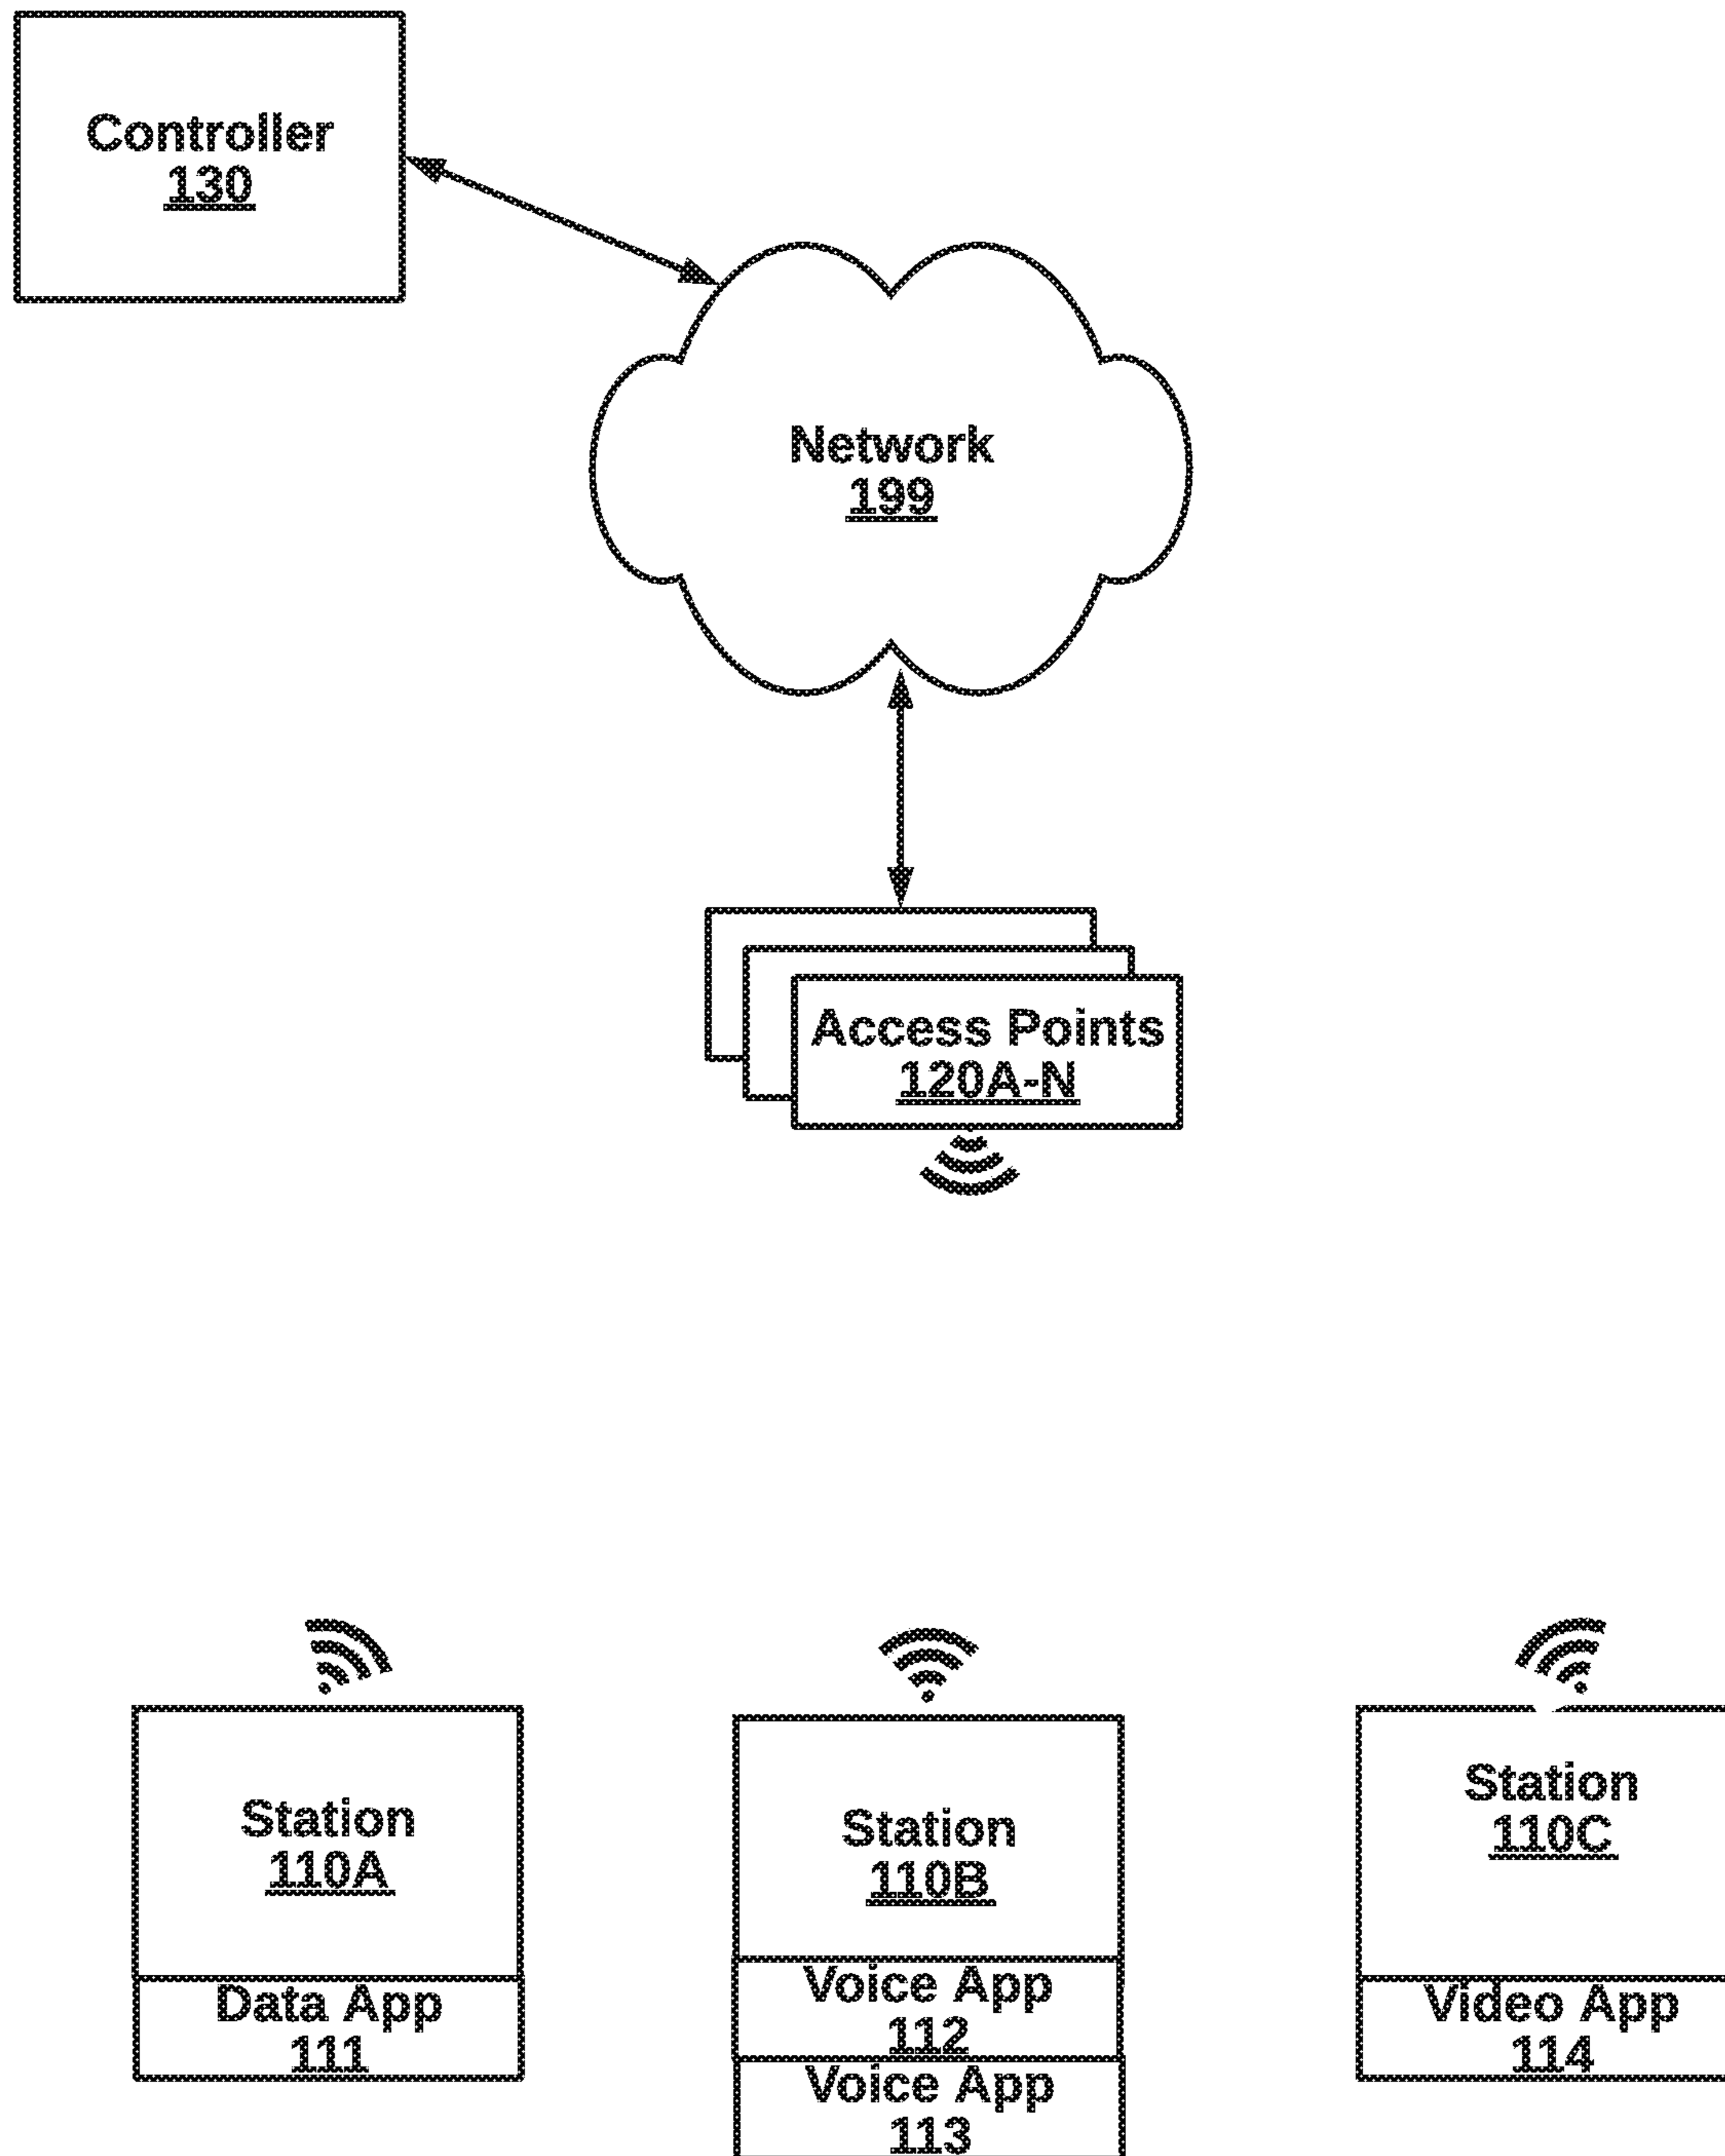 Controller
130
Network
199
Access Points
120A-N
Station
110A
Data App
111
Station
110B
Voice App
112
Voice App
113
Station
110C
Video App
114